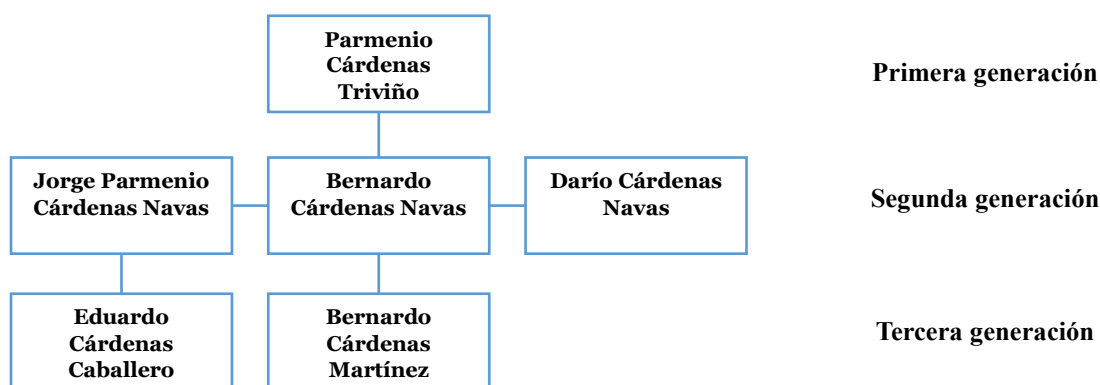 Parmenio
Cárdenas
Triviño
Primera generación
Jorge Parmenio
Cárdenas Navas
Bernardo
Cárdenas Navas
Darío Cárdenas
Navas
Segunda generación
Eduardo
Cárdenas
Caballero
Bernardo
Cárdenas
Martínez
Tercera generación